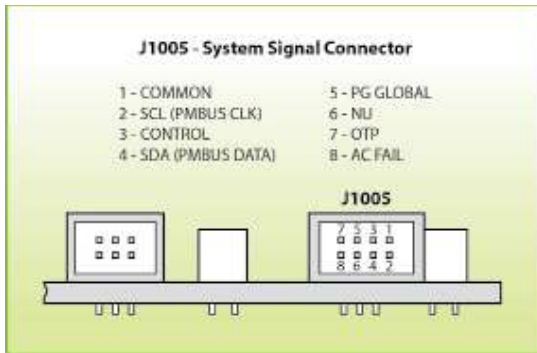 J1005 - System Signal Connector
1 - COMMON
2 - SCL (PMBUS CLK)
3 - CONTROL
4 - SDA (PMBUS DATA)
5 - PG GLOBAL
6 - NU
7 - OTP
8 - AC FAIL
J1005
7 5 3 1
8 6 4 2